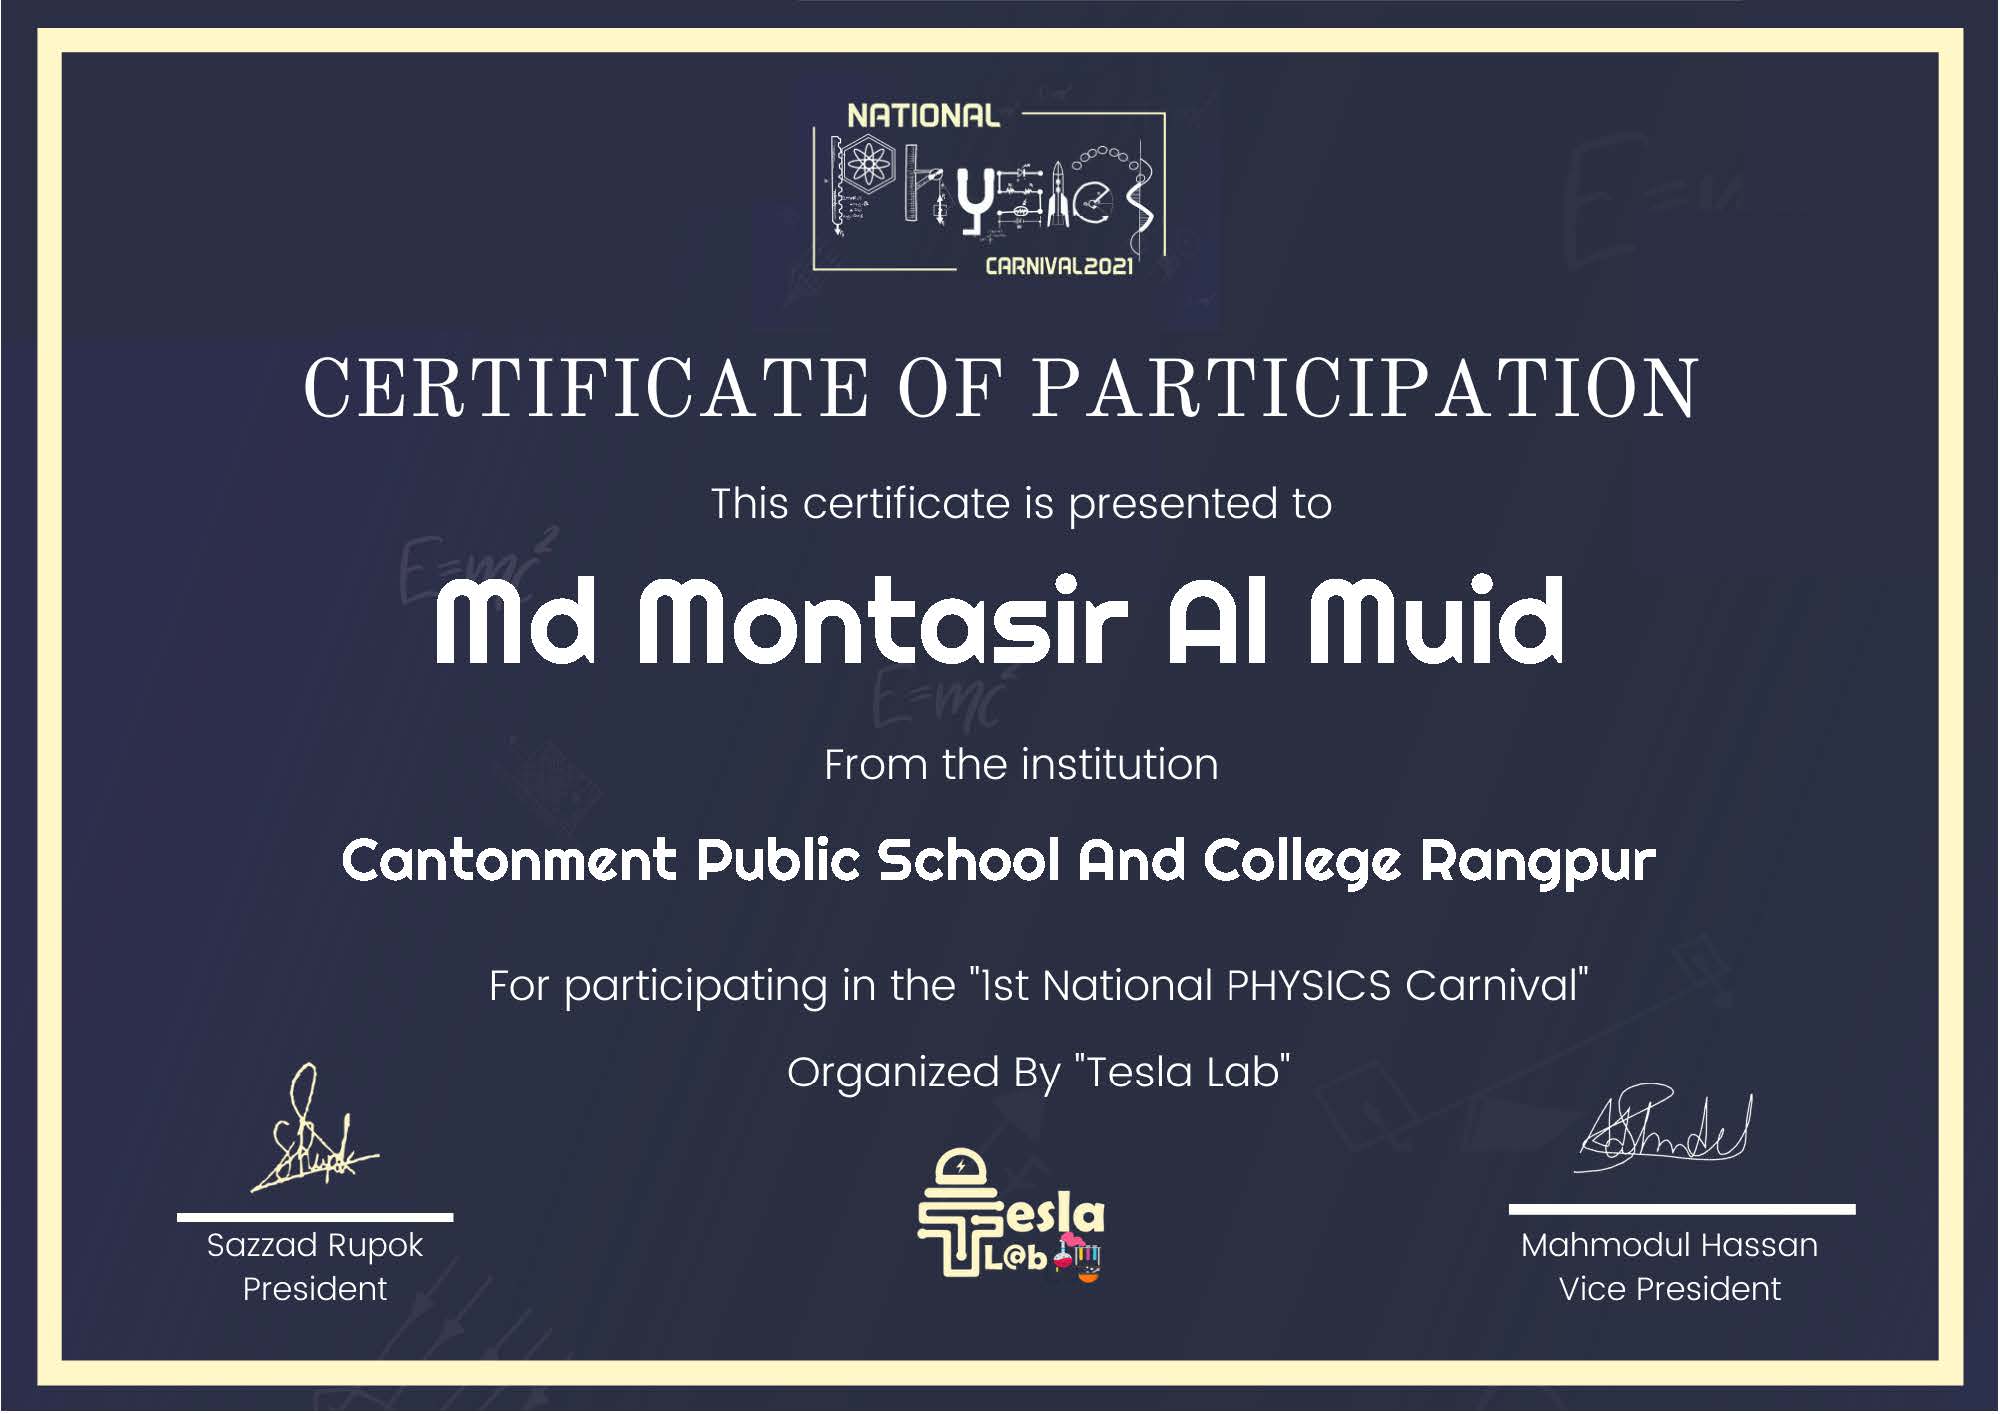 NATIONAL
Physics
CARNIVAL2021
CERTIFICATE OF PARTICIPATION
This certificate is presented to
E=mc²
Md Montasir Al Muid
E=mc²
From the institution
Cantonment Public School And College Rangpur
For participating in the "1st National PHYSICS Carnival"
Organized By "Tesla Lab"
Tesla
L@b
Sazzad Rupok
President
Mahmodul Hassan
Vice President